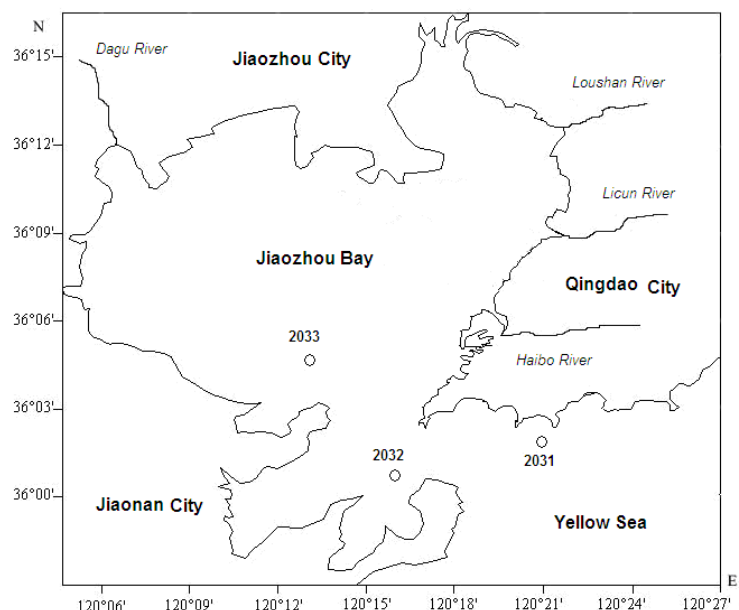 N
Dagu River
Jiaozhou City
36°15'
Loushan River
36°12'
Licun River
36°09'
Jiaozhou Bay
Qingdao City
36°06'
2033
Haibo River
36°03'
2032
2031
36°00'
Jiaonan City
Yellow Sea
E
120°06' 120°09' 120°12' 120°15' 120°18' 120°21' 120°24' 120°27'